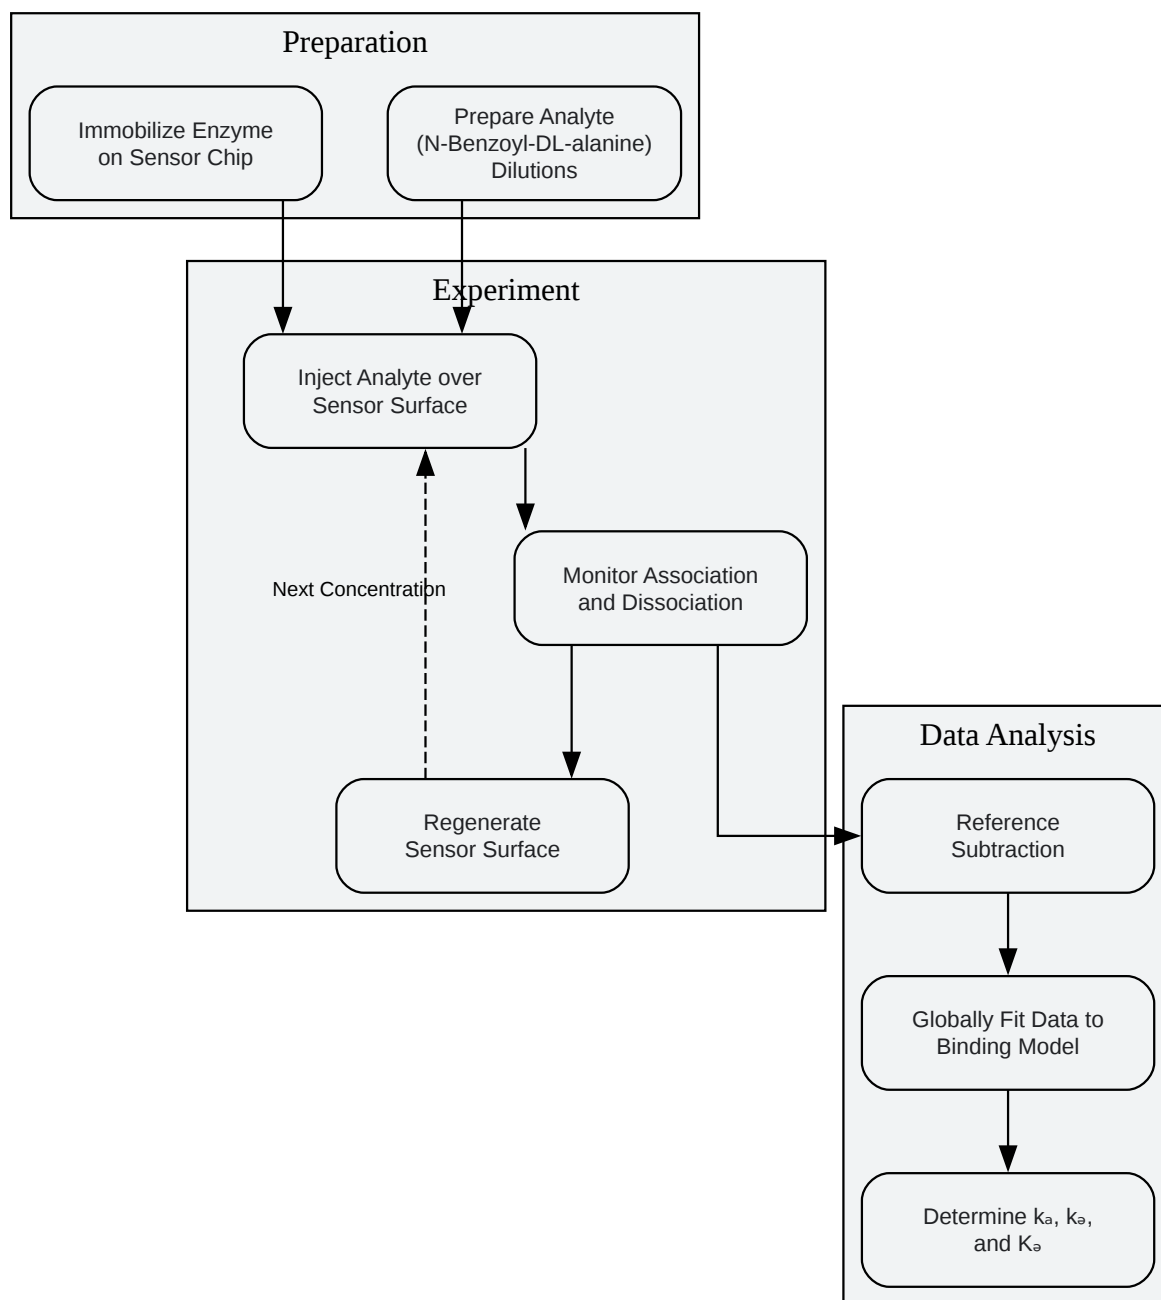 Preparation
Immobilize Enzyme
on Sensor Chip
Prepare Analyte
(N-Benzoyl-DL-alanine)
Dilutions
Experiment
Inject Analyte over
Sensor Surface
Next Concentration
Monitor Association
and Dissociation
Regenerate
Sensor Surface
Data Analysis
Reference
Subtraction
Globally Fit Data to
Binding Model
Determine kₐ, kₔ,
and Kₔ